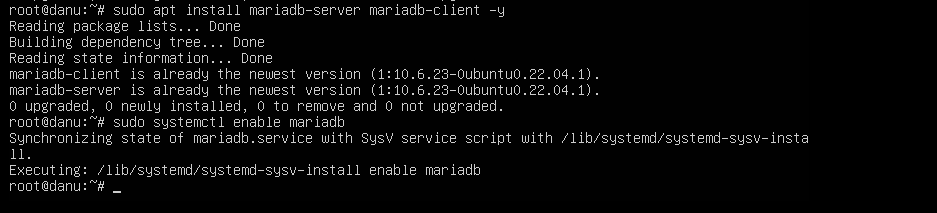 root@danu:~# sudo apt install mariadb-server mariadb-client -y
Reading package lists... Done
Building dependency tree... Done
Reading state information... Done
mariadb-client is already the newest version (1:10.6.23-0ubuntu0.22.04.1).
mariadb-server is already the newest version (1:10.6.23-0ubuntu0.22.04.1).
0 upgraded, 0 newly installed, 0 to remove and 0 not upgraded.
root@danu:~# sudo systemctl enable mariadb
Synchronizing state of mariadb.service with SysV service script with /lib/systemd/systemd-sysv-insta
ll.
Executing: /lib/systemd/systemd-sysv-install enable mariadb
root@danu:~# _